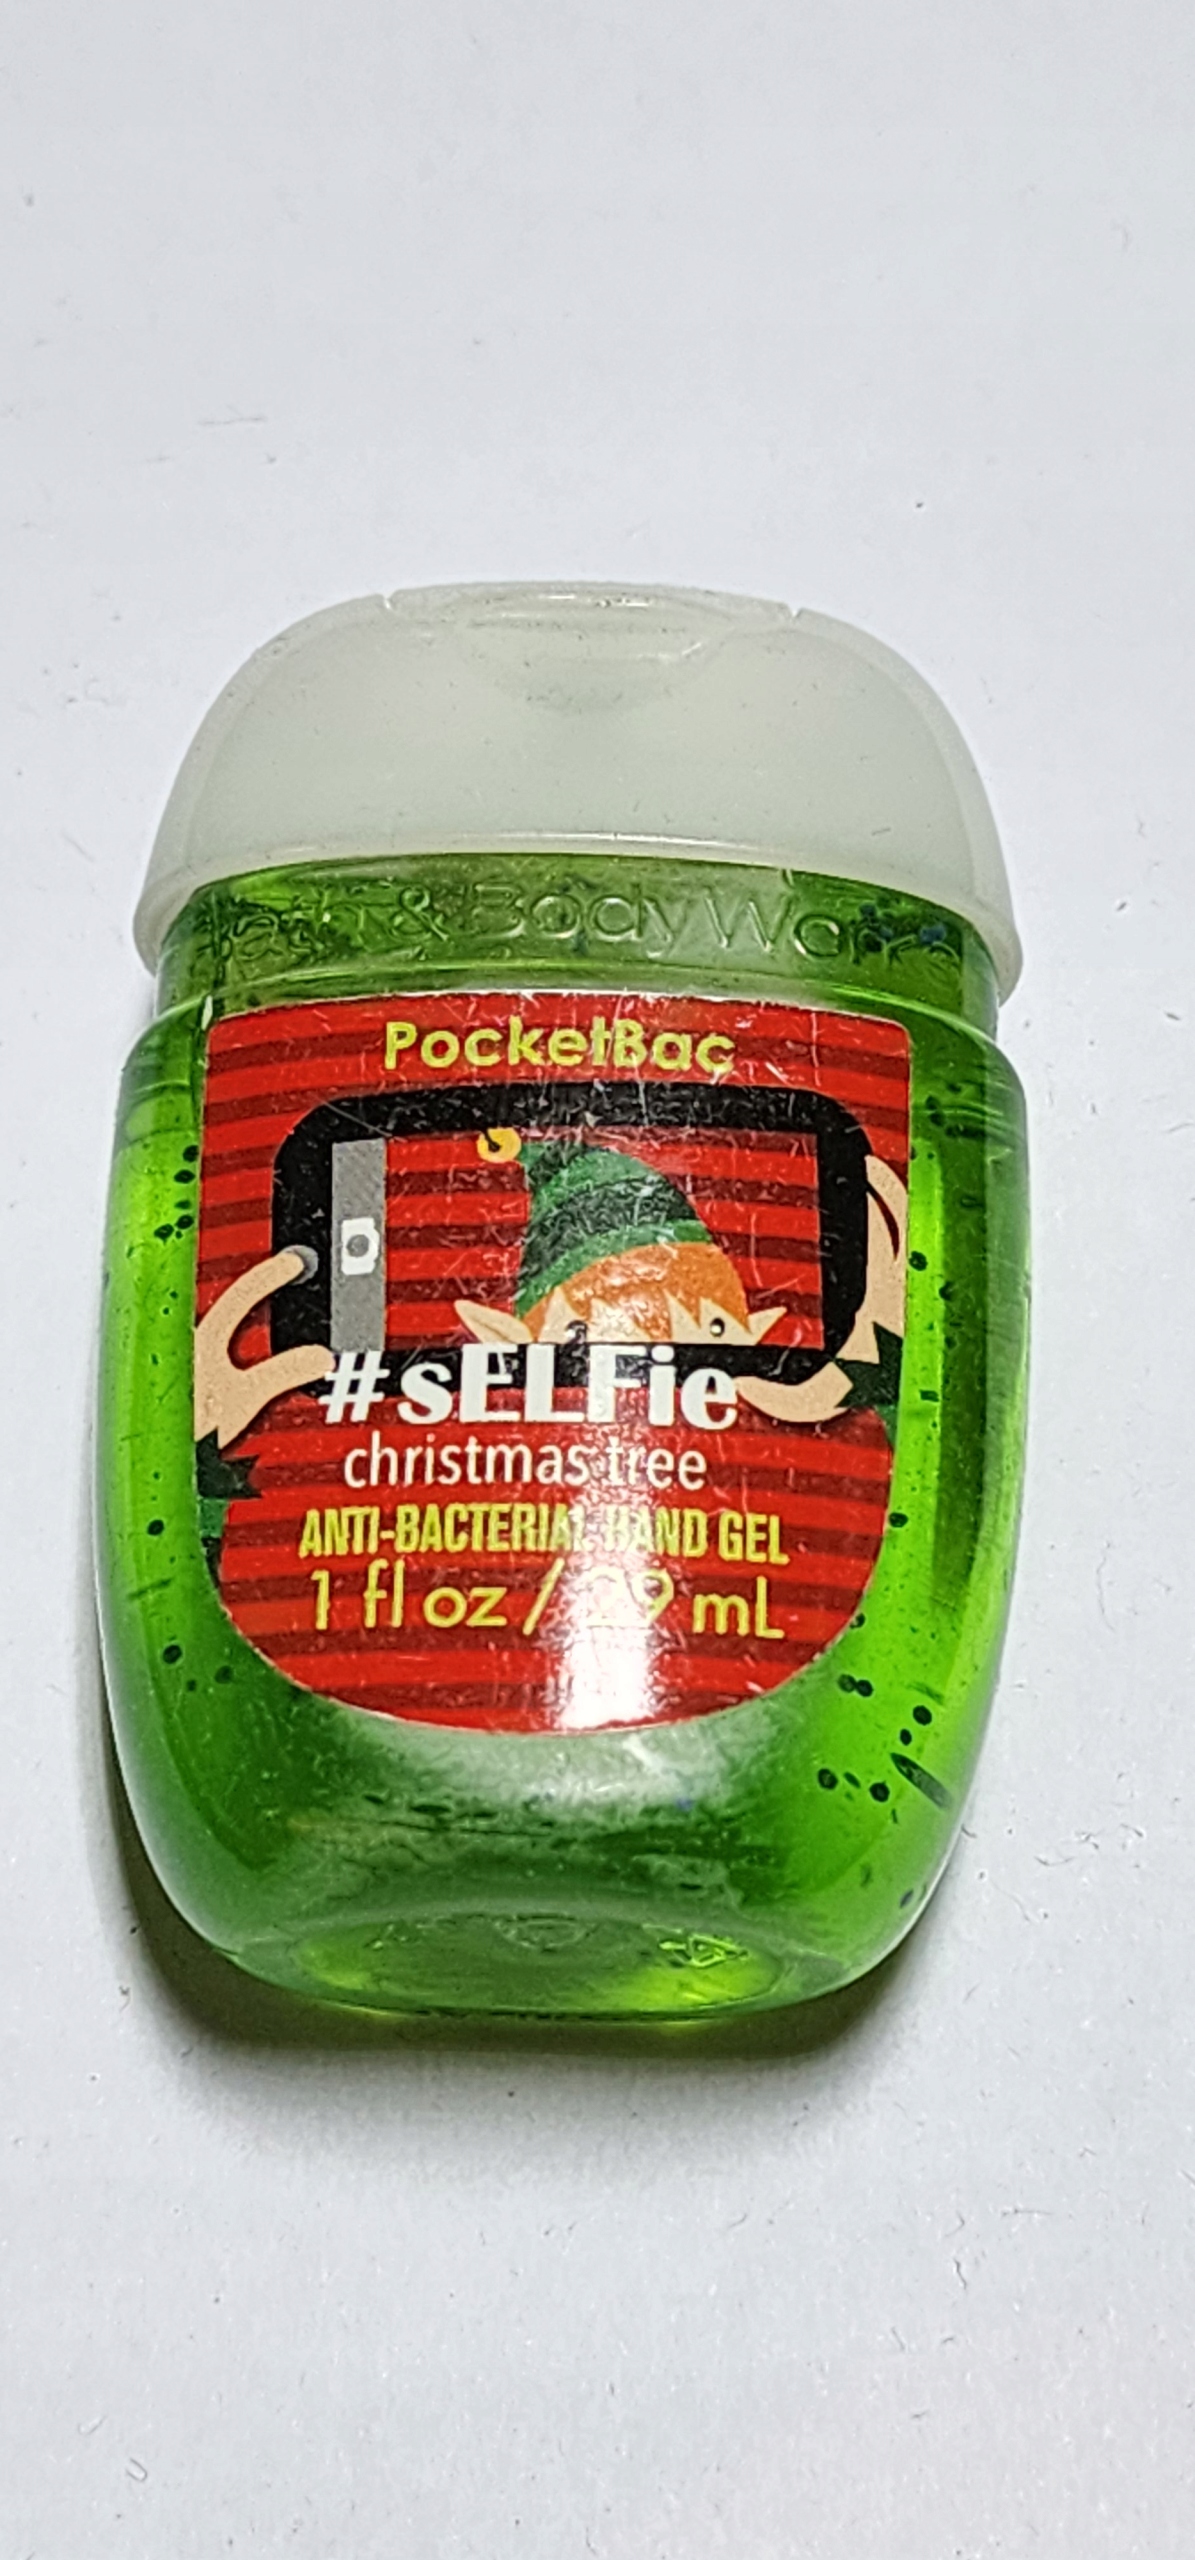 Bath & Body Works
PocketBac
#sELFie
christmas tree
ANTI-BACTERIAL HAND GEL
1 fl oz / 29 mL